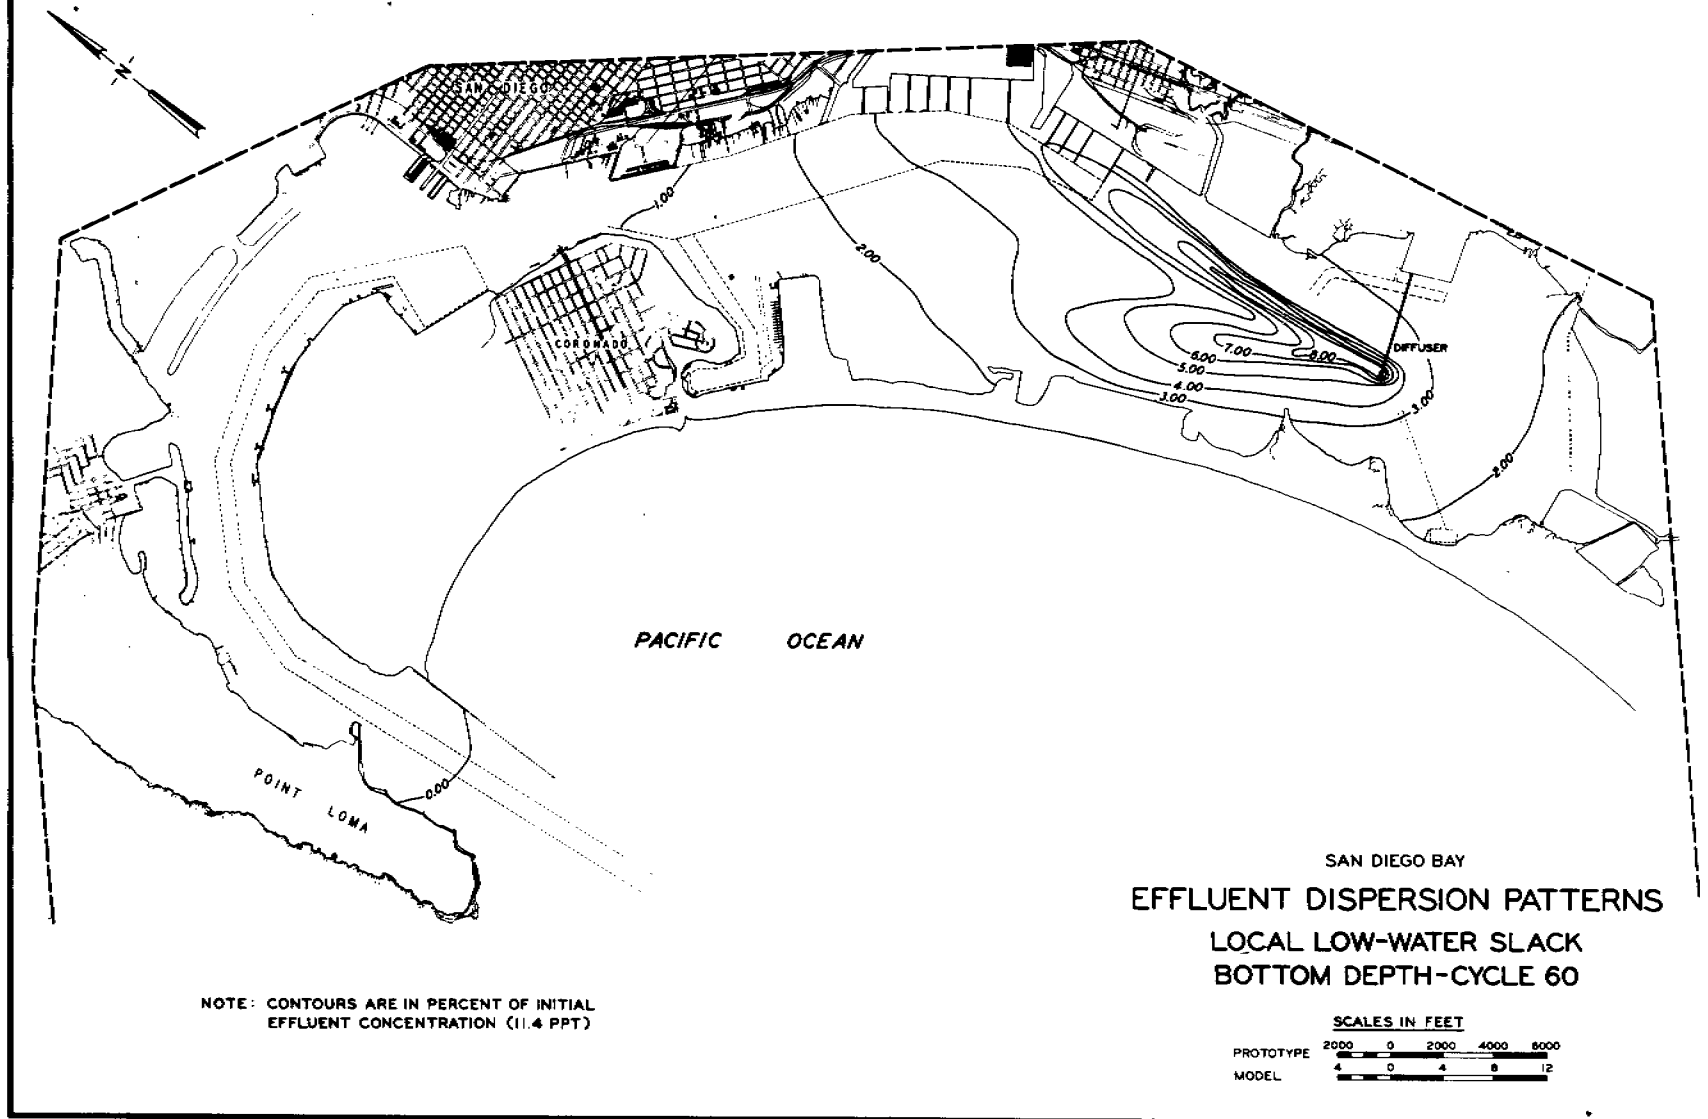 N
SAN DIEGO
1.00
2.00
CORONADO
DIFFUSER
8.00
7.00
6.00
5.00
4.00
3.00
3.00
2.00
PACIFIC OCEAN
POINT LOMA
0.00
SAN DIEGO BAY
EFFLUENT DISPERSION PATTERNS
LOCAL LOW-WATER SLACK
BOTTOM DEPTH-CYCLE 60
NOTE: CONTOURS ARE IN PERCENT OF INITIAL
EFFLUENT CONCENTRATION (11.4 PPT)
SCALES IN FEET
PROTOTYPE 2000 0 2000 4000 6000
MODEL 4 0 4 8 12